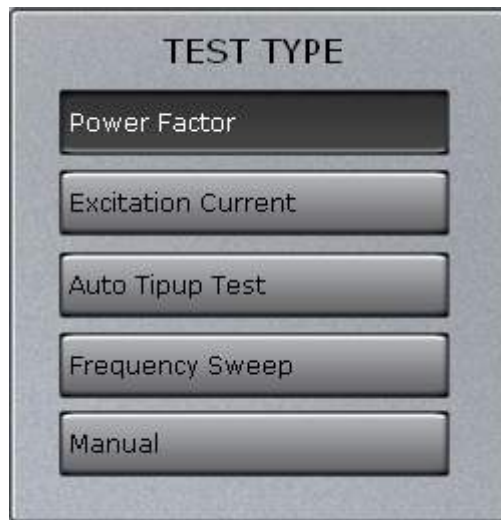 TEST TYPE
Power Factor
Excitation Current
Auto Tipup Test
Frequency Sweep
Manual